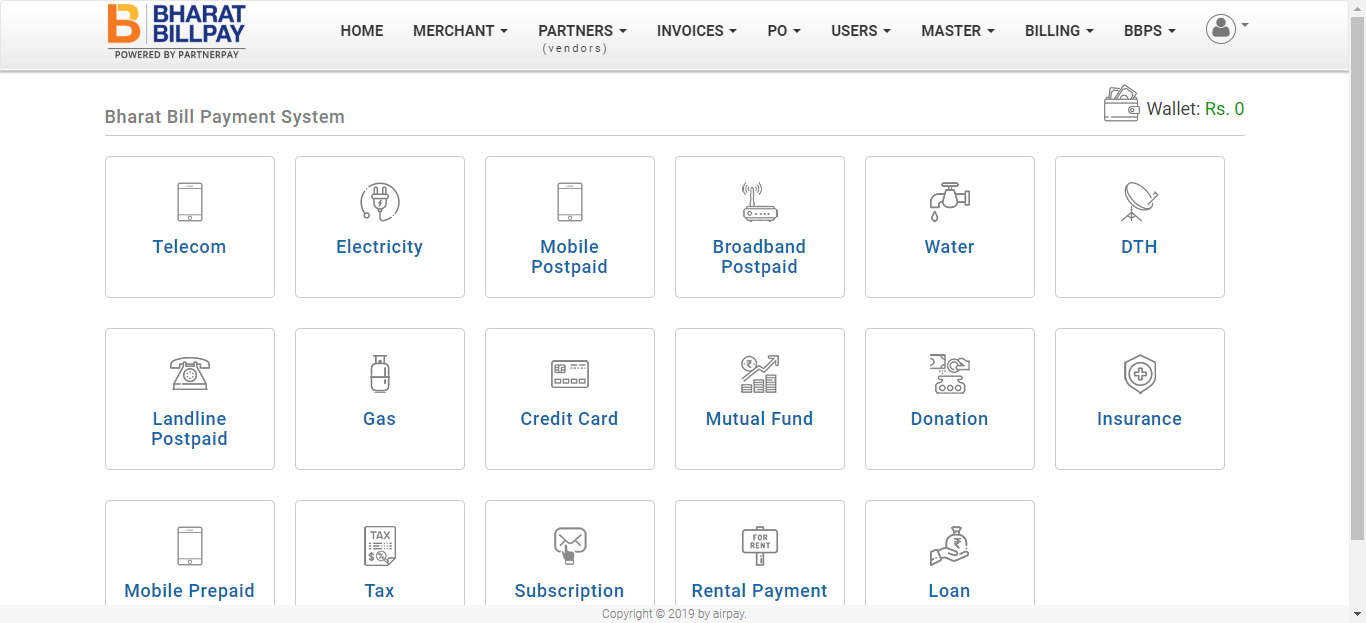 BHARAT
BILLPAY
POWERED BY PARTNERPAY
HOME MERCHANT PARTNERS INVOICES PO USERS MASTER BILLING BBPS
(vendors)
Bharat Bill Payment System
Wallet: Rs. 0
Telecom
Electricity
Mobile
Postpaid
Broadband
Postpaid
Water
DTH
Landline
Postpaid
Gas
Credit Card
Mutual Fund
Donation
Insurance
Mobile Prepaid
TAX
Tax
Subscription
FOR
RENT
Rental Payment
Loan
Copyright © 2019 by airpay.